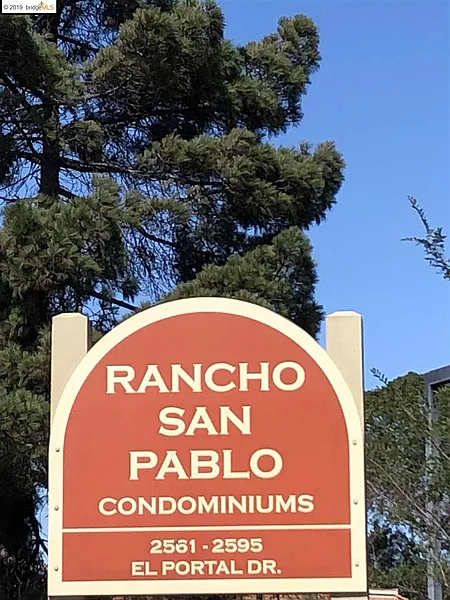 © 2019 bridgeMLS
RANCHO
SAN
PABLO
CONDOMINIUMS
2561 - 2595
EL PORTAL DR.